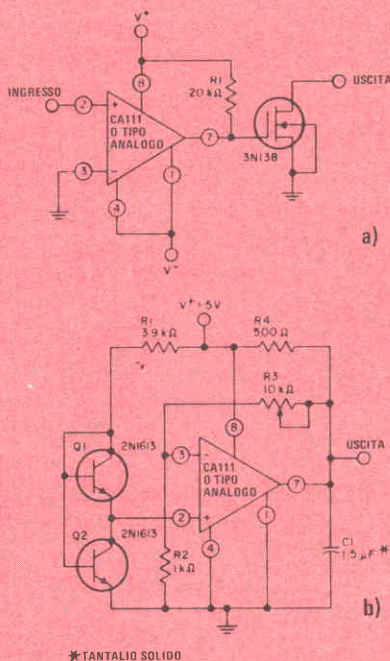 V+
INGRESSO
2
+
8
R1
20 kΩ
USCITA
CA111
O TIPO
ANALOGO
7
3N138
3
−
1
4
V−
a)
R1
3.9 kΩ
V+ = 5V
R4
500 Ω
R3
10 kΩ
Q1
2N1613
8
USCITA
3
−
CA111
O TIPO
ANALOGO
7
Q2
2N1613
2
+
1
4
R2
1 kΩ
C1
1.5 µF *
b)
*TANTALIO SOLIDO